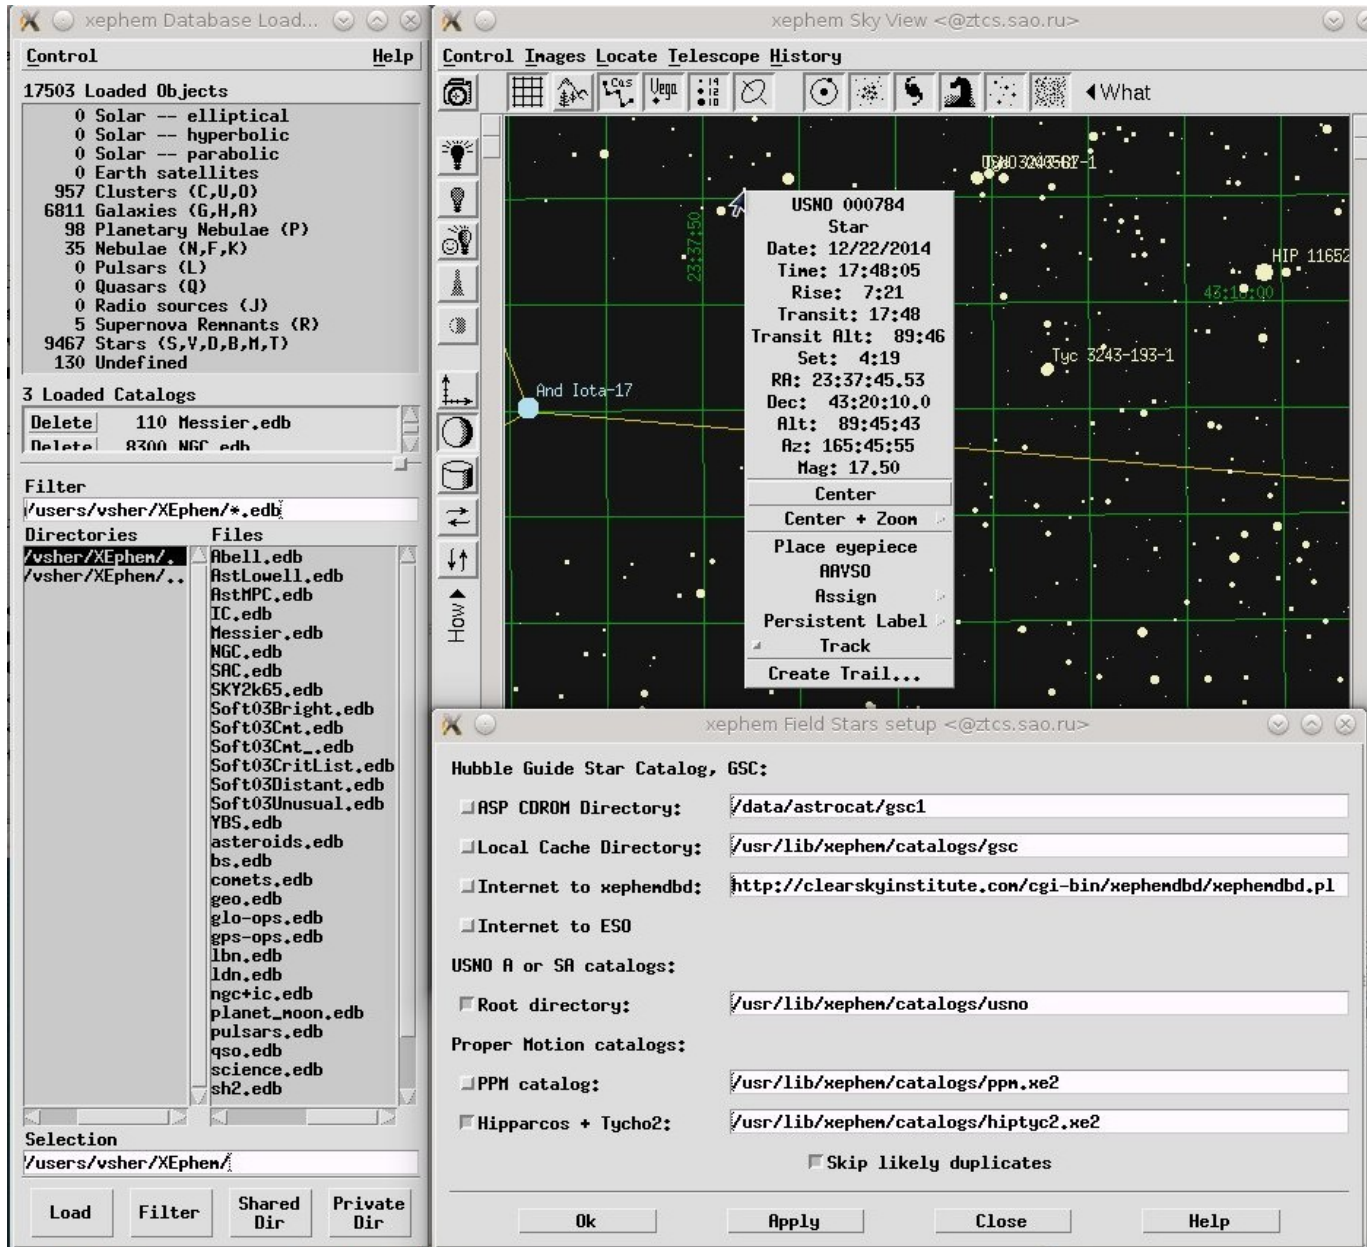 xephem Database Load...
Control Help
17503 Loaded Objects
0 Solar -- elliptical
0 Solar -- hyperbolic
0 Solar -- parabolic
0 Earth satellites
957 Clusters (C,U,O)
6811 Galaxies (G,H,A)
98 Planetary Nebulae (P)
35 Nebulae (N,F,K)
0 Pulsars (L)
0 Quasars (Q)
0 Radio sources (J)
5 Supernova Remnants (R)
9467 Stars (S,V,D,B,M,T)
130 Undefined
3 Loaded Catalogs
Delete 110 Messier.edb
Delete 8300 NGC.edb
Filter
/users/vsher/XEphem/*.edb
Directories Files
/vsher/XEphem/.
/vsher/XEphem/..
Abell.edb
AstLowell.edb
AstMPC.edb
IC.edb
Messier.edb
NGC.edb
SAC.edb
SKY2k65.edb
Soft03Bright.edb
Soft03Cmt.edb
Soft03Cmt_.edb
Soft03CritList.edb
Soft03Distant.edb
Soft03Unusual.edb
YBS.edb
asteroids.edb
bs.edb
comets.edb
geo.edb
glo-ops.edb
gps-ops.edb
lbn.edb
ldn.edb
ngc+ic.edb
planet_moon.edb
pulsars.edb
qso.edb
science.edb
sh2.edb
Selection
/users/vsher/XEphem/
Load Filter Shared Dir Private Dir
xephem Sky View <@ztcs.sao.ru>
Control Images Locate Telescope History
Cas Vega What
How
23:37:50
HIP 11652
43:18:00
Tyc 3243-193-1
And Iota-17
USNO 000784
Star
Date: 12/22/2014
Time: 17:48:05
Rise: 7:21
Transit: 17:48
Transit Alt: 89:46
Set: 4:19
RA: 23:37:45.53
Dec: 43:20:10.0
Alt: 89:45:43
Az: 165:45:55
Mag: 17.50
Center
Center + Zoom
Place eyepiece
AAVSO
Assign
Persistent Label
Track
Create Trail...
xephem Field Stars setup <@ztcs.sao.ru>
Hubble Guide Star Catalog, GSC:
ASP CDROM Directory: /data/astrocat/gsc1
Local Cache Directory: /usr/lib/xephem/catalogs/gsc
Internet to xephemdbd: http://clearskyinstitute.com/cgi-bin/xephemdbd/xephemdbd.pl
Internet to ESO
USNO A or SA catalogs:
Root directory: /usr/lib/xephem/catalogs/usno
Proper Motion catalogs:
PPM catalog: /usr/lib/xephem/catalogs/ppm.xe2
Hipparcos + Tycho2: /usr/lib/xephem/catalogs/hiptyc2.xe2
Skip likely duplicates
Ok Apply Close Help